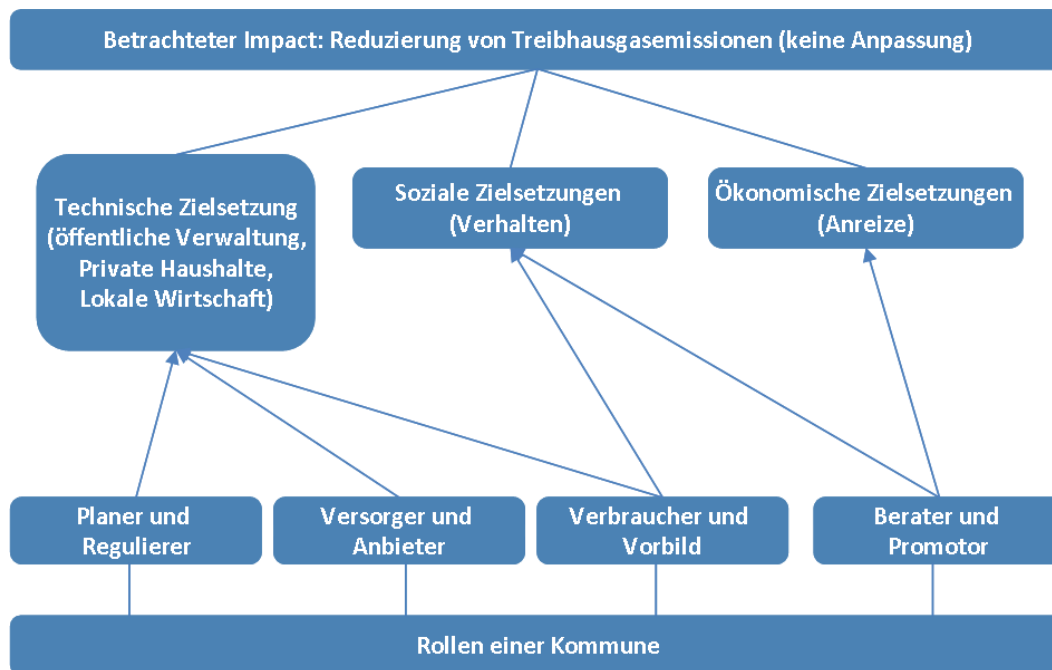 Betrachteter Impact: Reduzierung von Treibhausgasemissionen (keine Anpassung)
Technische Zielsetzung
(öffentliche Verwaltung,
Private Haushalte,
Lokale Wirtschaft)
Soziale Zielsetzungen
(Verhalten)
Ökonomische Zielsetzungen
(Anreize)
Planer und
Regulierer
Versorger und
Anbieter
Verbraucher und
Vorbild
Berater und
Promotor
Rollen einer Kommune